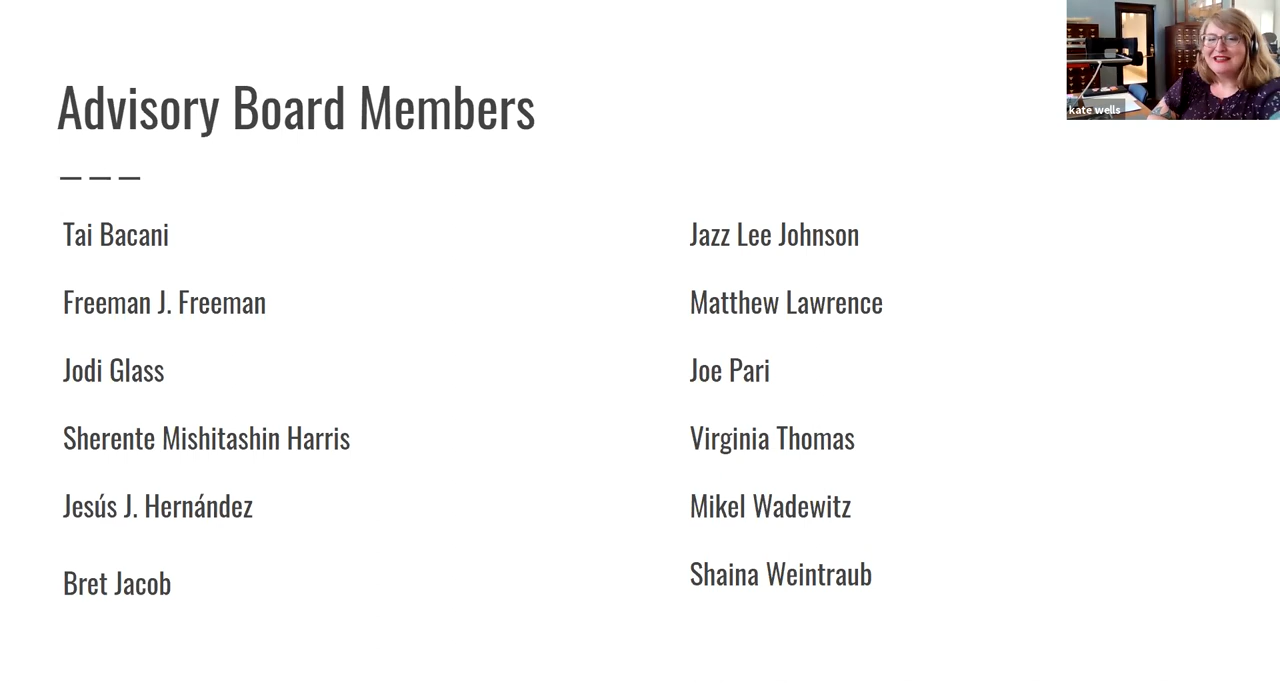 Advisory Board Members
Tai Bacani
Freeman J. Freeman
Jodi Glass
Sherente Mishitashin Harris
Jesús J. Hernández
Bret Jacob
Jazz Lee Johnson
Matthew Lawrence
Joe Pari
Virginia Thomas
Mikel Wadewitz
Shaina Weintraub
kate wells